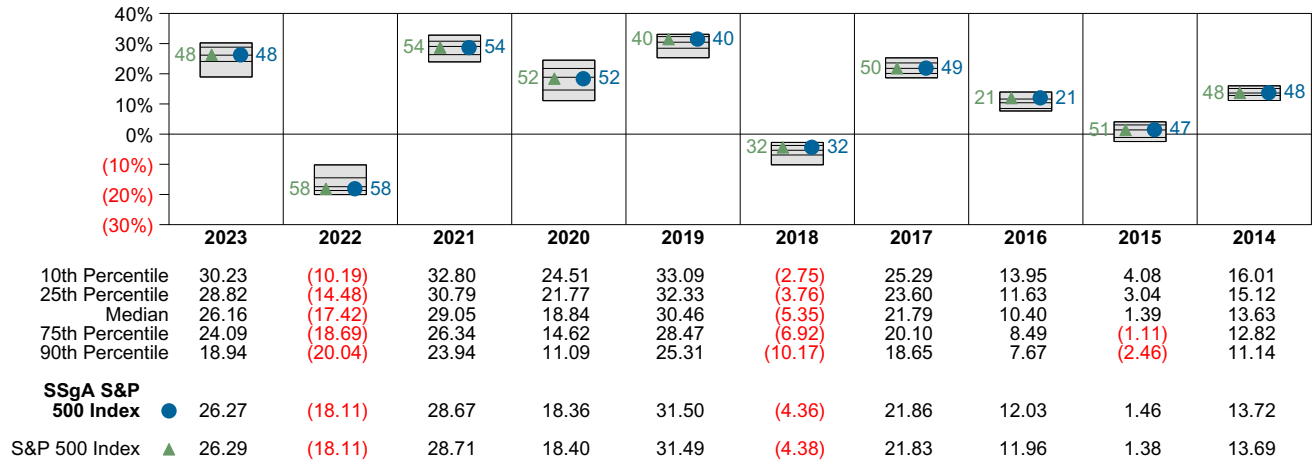 40%
30%
20%
10%
0%
(10%)
(20%)
(30%)
48 48
58 58
54 54
52 52
40 40
32 32
50 49
21 21
51 47
48 48
2023 2022 2021 2020 2019 2018 2017 2016 2015 2014
10th Percentile 30.23 (10.19) 32.80 24.51 33.09 (2.75) 25.29 13.95 4.08 16.01
25th Percentile 28.82 (14.48) 30.79 21.77 32.33 (3.76) 23.60 11.63 3.04 15.12
Median 26.16 (17.42) 29.05 18.84 30.46 (5.35) 21.79 10.40 1.39 13.63
75th Percentile 24.09 (18.69) 26.34 14.62 28.47 (6.92) 20.10 8.49 (1.11) 12.82
90th Percentile 18.94 (20.04) 23.94 11.09 25.31 (10.17) 18.65 7.67 (2.46) 11.14
SSgA S&P
500 Index 26.27 (18.11) 28.67 18.36 31.50 (4.36) 21.86 12.03 1.46 13.72
S&P 500 Index 26.29 (18.11) 28.71 18.40 31.49 (4.38) 21.83 11.96 1.38 13.69